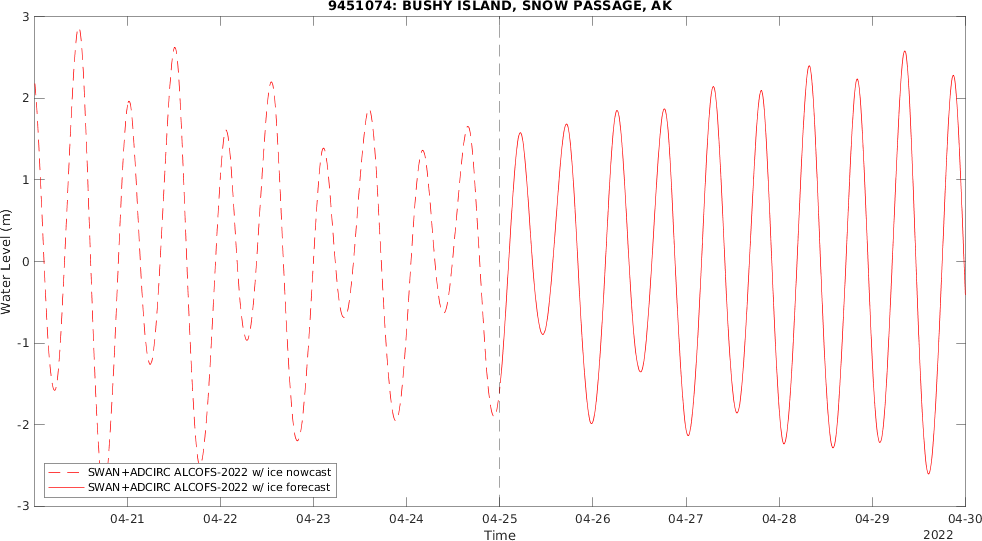 9451074: BUSHY ISLAND, SNOW PASSAGE, AK
3
2
1
0
-1
-2
-3
Water Level (m)
SWAN+ADCIRC ALCOFS-2022 w/ ice nowcast
SWAN+ADCIRC ALCOFS-2022 w/ ice forecast
04-21 04-22 04-23 04-24 04-25 04-26 04-27 04-28 04-29 04-30
Time
2022